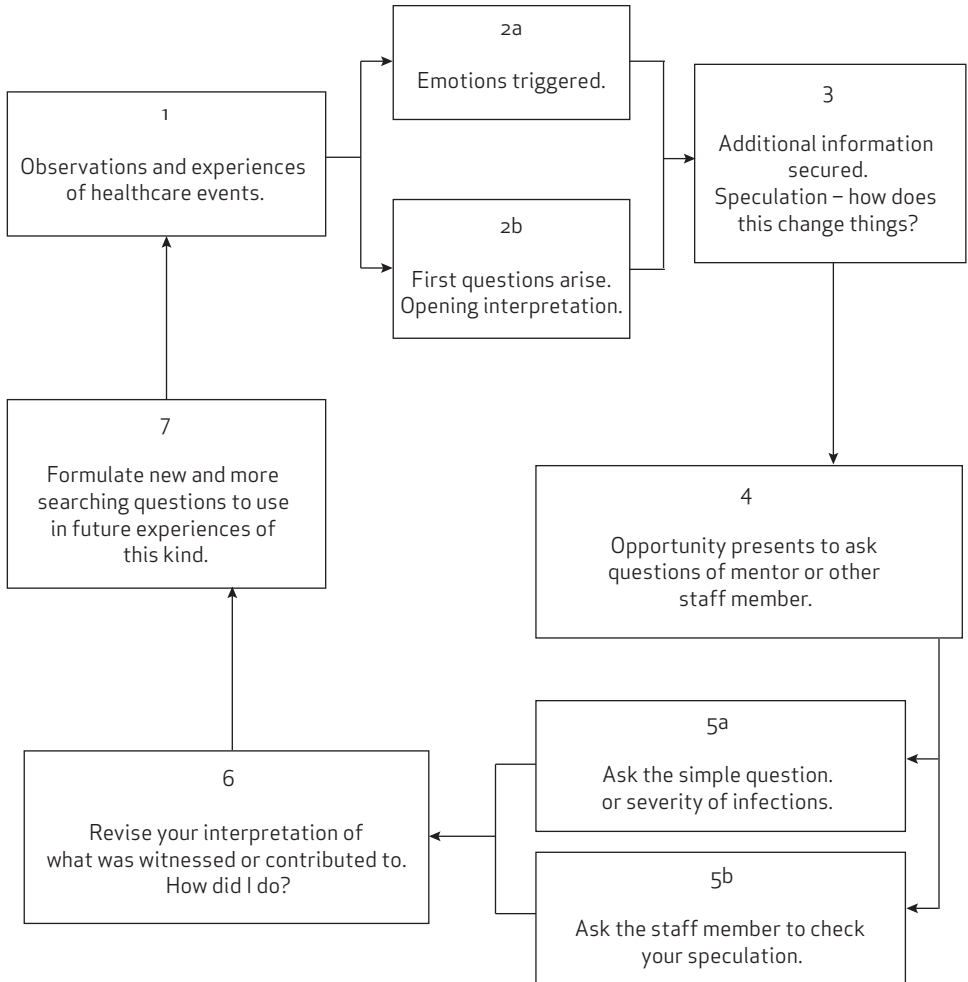 1
Observations and experiences
of healthcare events.
2a
Emotions triggered.
2b
First questions arise.
Opening interpretation.
3
Additional information
secured.
Speculation – how does
this change things?
4
Opportunity presents to ask
questions of mentor or other
staff member.
5a
Ask the simple question.
or severity of infections.
5b
Ask the staff member to check
your speculation.
6
Revise your interpretation of
what was witnessed or contributed to.
How did I do?
7
Formulate new and more
searching questions to use
in future experiences of
this kind.